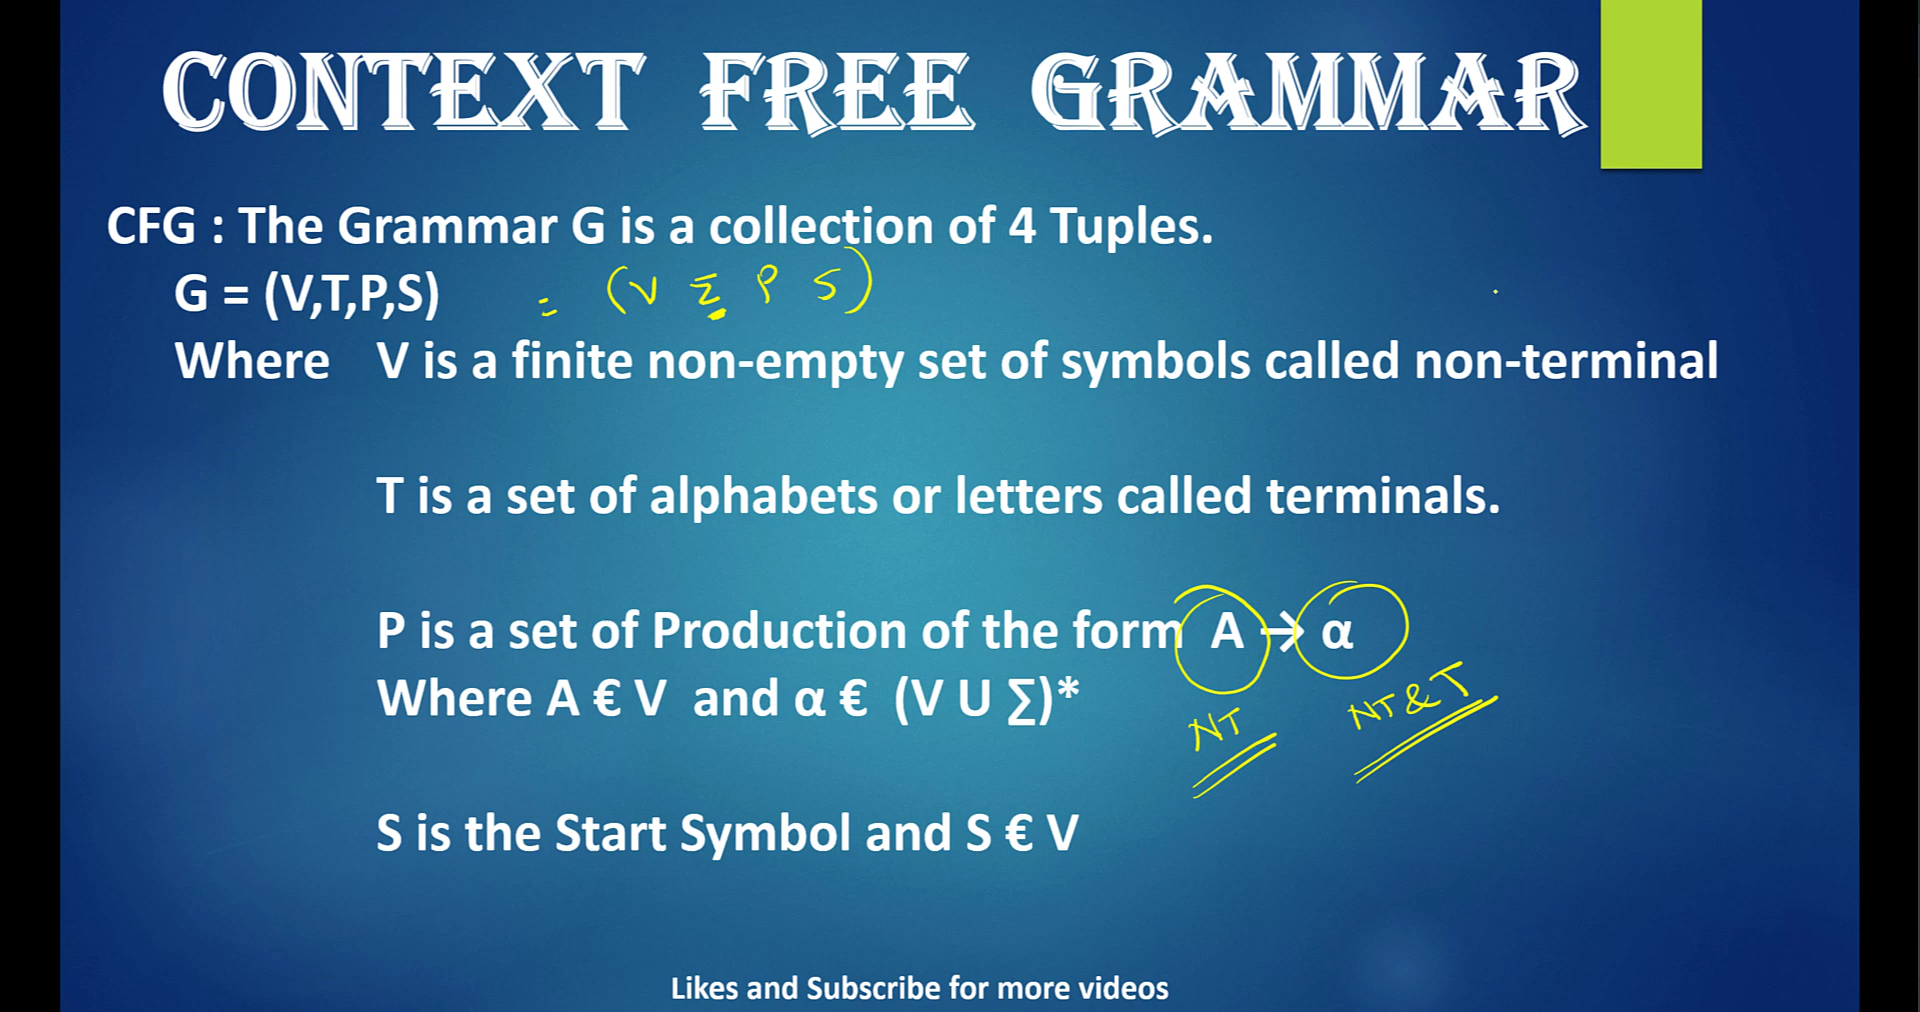 CONTEXT FREE GRAMMAR
CFG : The Grammar G is a collection of 4 Tuples.
G = (V,T,P,S) = (V Σ P S)
Where V is a finite non-empty set of symbols called non-terminal
T is a set of alphabets or letters called terminals.
P is a set of Production of the form A → α
Where A € V and α € (V U ∑)*
NT NT & T
S is the Start Symbol and S € V
Likes and Subscribe for more videos